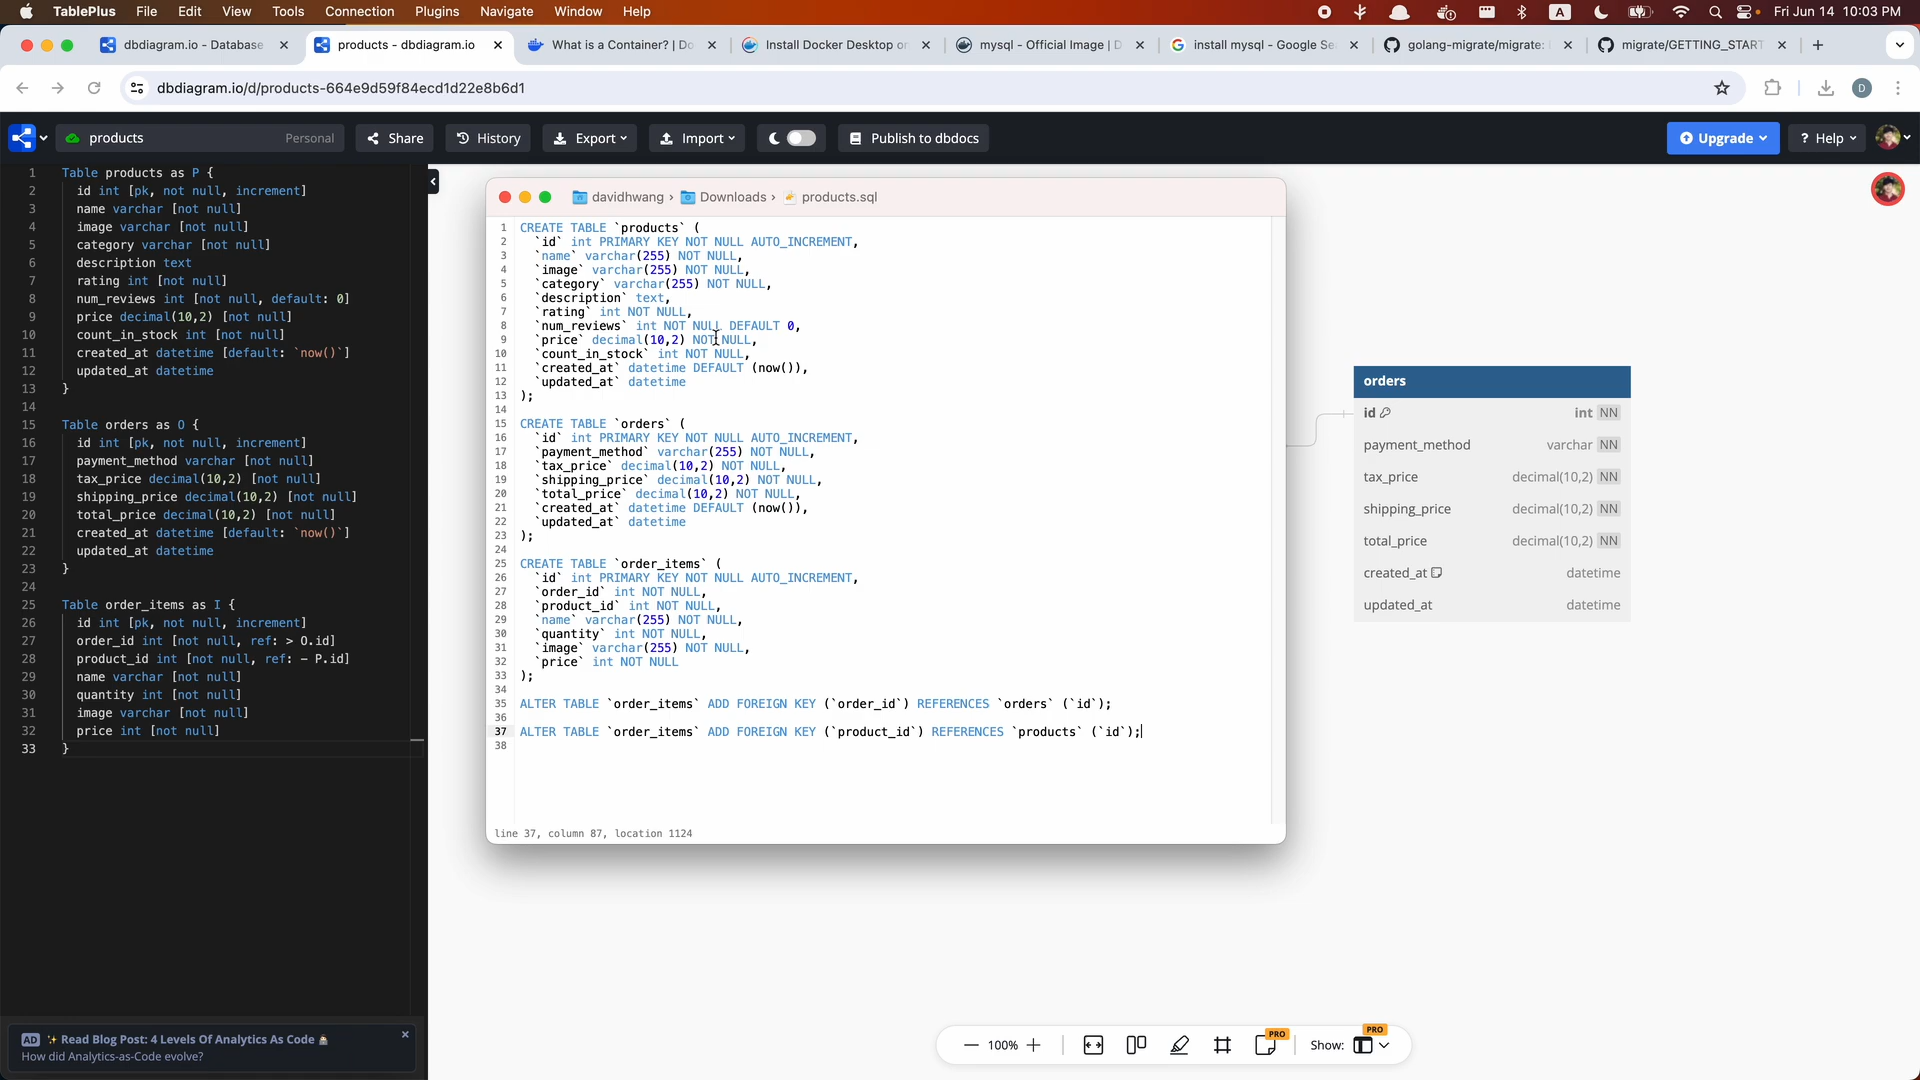 TablePlus File Edit View Tools Connection Plugins Navigate Window Help A Fri Jun 14 10:03 PM
dbdiagram.io - Database
products - dbdiagram.io
What is a Container? | Do
Install Docker Desktop or
mysql - Official Image | D
install mysql - Google Se
golang-migrate/migrate:
migrate/GETTING_START
dbdiagram.io/d/products-664e9d59f84ecd1d22e8b6d1
D
products Personal Share History Export Import Publish to dbdocs Upgrade ? Help
1 Table products as P {
2 id int [pk, not null, increment]
3 name varchar [not null]
4 image varchar [not null]
5 category varchar [not null]
6 description text
7 rating int [not null]
8 num_reviews int [not null, default: 0]
9 price decimal(10,2) [not null]
10 count_in_stock int [not null]
11 created_at datetime [default: `now()`]
12 updated_at datetime
13 }
14
15 Table orders as O {
16 id int [pk, not null, increment]
17 payment_method varchar [not null]
18 tax_price decimal(10,2) [not null]
19 shipping_price decimal(10,2) [not null]
20 total_price decimal(10,2) [not null]
21 created_at datetime [default: `now()`]
22 updated_at datetime
23 }
24
25 Table order_items as I {
26 id int [pk, not null, increment]
27 order_id int [not null, ref: > O.id]
28 product_id int [not null, ref: - P.id]
29 name varchar [not null]
30 quantity int [not null]
31 image varchar [not null]
32 price int [not null]
33 }
AD ✨ Read Blog Post: 4 Levels Of Analytics As Code
How did Analytics-as-Code evolve?
davidhwang › Downloads › products.sql
1 CREATE TABLE `products` (
2 `id` int PRIMARY KEY NOT NULL AUTO_INCREMENT,
3 `name` varchar(255) NOT NULL,
4 `image` varchar(255) NOT NULL,
5 `category` varchar(255) NOT NULL,
6 `description` text,
7 `rating` int NOT NULL,
8 `num_reviews` int NOT NULL DEFAULT 0,
9 `price` decimal(10,2) NOT NULL,
10 `count_in_stock` int NOT NULL,
11 `created_at` datetime DEFAULT (now()),
12 `updated_at` datetime
13 );
14
15 CREATE TABLE `orders` (
16 `id` int PRIMARY KEY NOT NULL AUTO_INCREMENT,
17 `payment_method` varchar(255) NOT NULL,
18 `tax_price` decimal(10,2) NOT NULL,
19 `shipping_price` decimal(10,2) NOT NULL,
20 `total_price` decimal(10,2) NOT NULL,
21 `created_at` datetime DEFAULT (now()),
22 `updated_at` datetime
23 );
24
25 CREATE TABLE `order_items` (
26 `id` int PRIMARY KEY NOT NULL AUTO_INCREMENT,
27 `order_id` int NOT NULL,
28 `product_id` int NOT NULL,
29 `name` varchar(255) NOT NULL,
30 `quantity` int NOT NULL,
31 `image` varchar(255) NOT NULL,
32 `price` int NOT NULL
33 );
34
35 ALTER TABLE `order_items` ADD FOREIGN KEY (`order_id`) REFERENCES `orders` (`id`);
36
37 ALTER TABLE `order_items` ADD FOREIGN KEY (`product_id`) REFERENCES `products` (`id`);
38
line 37, column 87, location 1124
orders
id int NN
payment_method varchar NN
tax_price decimal(10,2) NN
shipping_price decimal(10,2) NN
total_price decimal(10,2) NN
created_at datetime
updated_at datetime
100% PRO Show: PRO